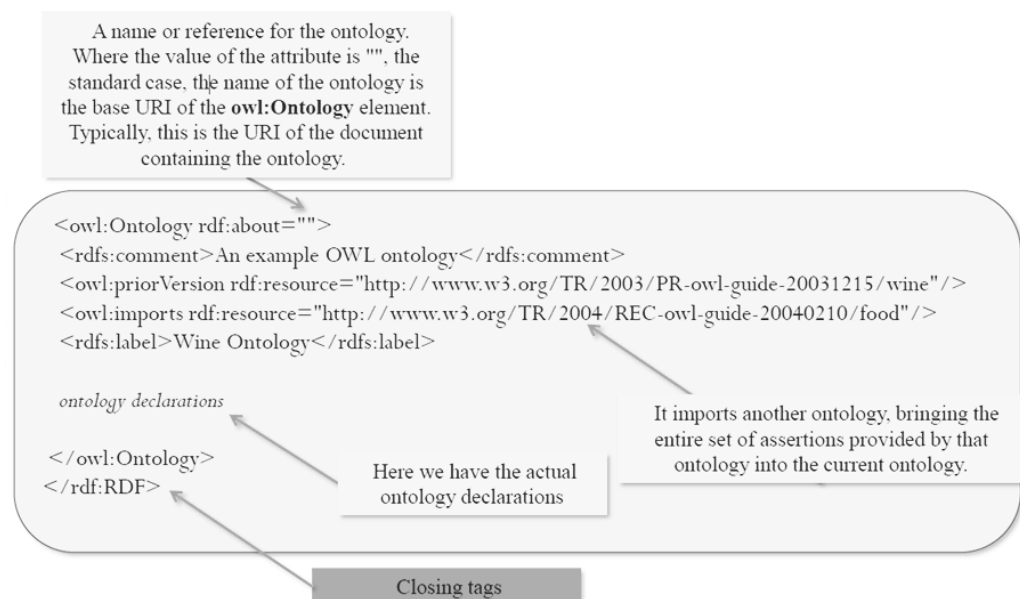 A name or reference for the ontology.
Where the value of the attribute is "", the
standard case, the name of the ontology is
the base URI of the owl:Ontology element.
Typically, this is the URI of the document
containing the ontology.
<owl:Ontology rdf:about="">
<rdfs:comment>An example OWL ontology</rdfs:comment>
<owl:priorVersion rdf:resource="http://www.w3.org/TR/2003/PR-owl-guide-20031215/wine"/>
<owl:imports rdf:resource="http://www.w3.org/TR/2004/REC-owl-guide-20040210/food"/>
<rdfs:label>Wine Ontology</rdfs:label>
ontology declarations
It imports another ontology, bringing the
entire set of assertions provided by that
ontology into the current ontology.
</owl:Ontology>
</rdf:RDF>
Here we have the actual
ontology declarations
Closing tags